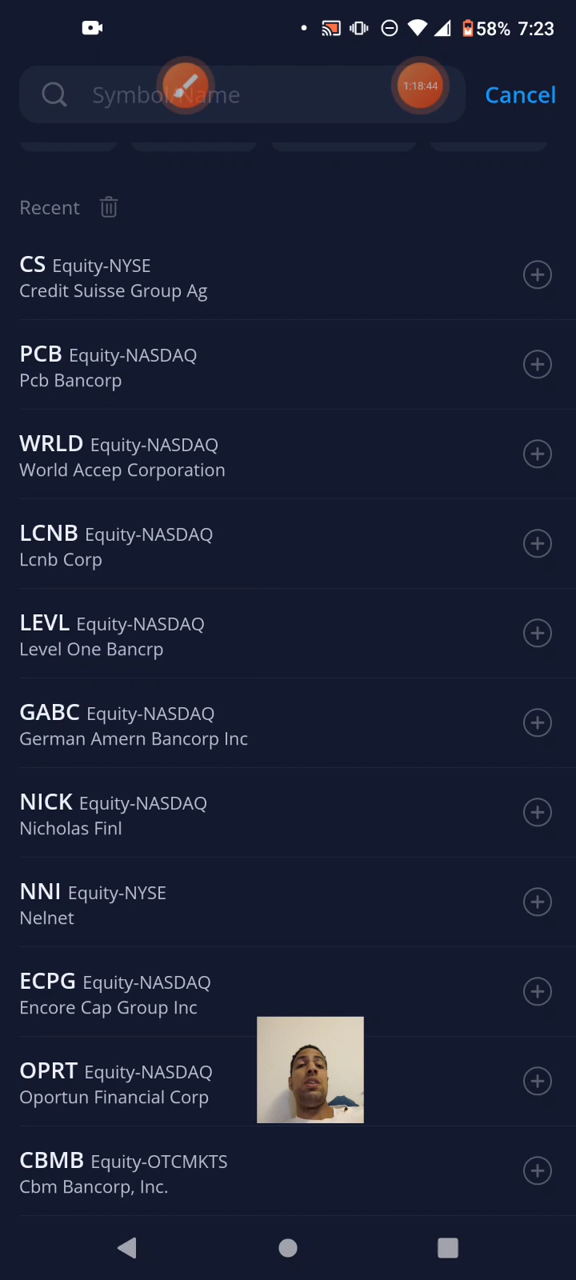 58% 7:23
Symbol/Name
1:18:44
Cancel
Recent
CS Equity-NYSE
Credit Suisse Group Ag
PCB Equity-NASDAQ
Pcb Bancorp
WRLD Equity-NASDAQ
World Accep Corporation
LCNB Equity-NASDAQ
Lcnb Corp
LEVL Equity-NASDAQ
Level One Bancrp
GABC Equity-NASDAQ
German Amern Bancorp Inc
NICK Equity-NASDAQ
Nicholas Finl
NNI Equity-NYSE
Nelnet
ECPG Equity-NASDAQ
Encore Cap Group Inc
OPRT Equity-NASDAQ
Oportun Financial Corp
CBMB Equity-OTCMKTS
Cbm Bancorp, Inc.